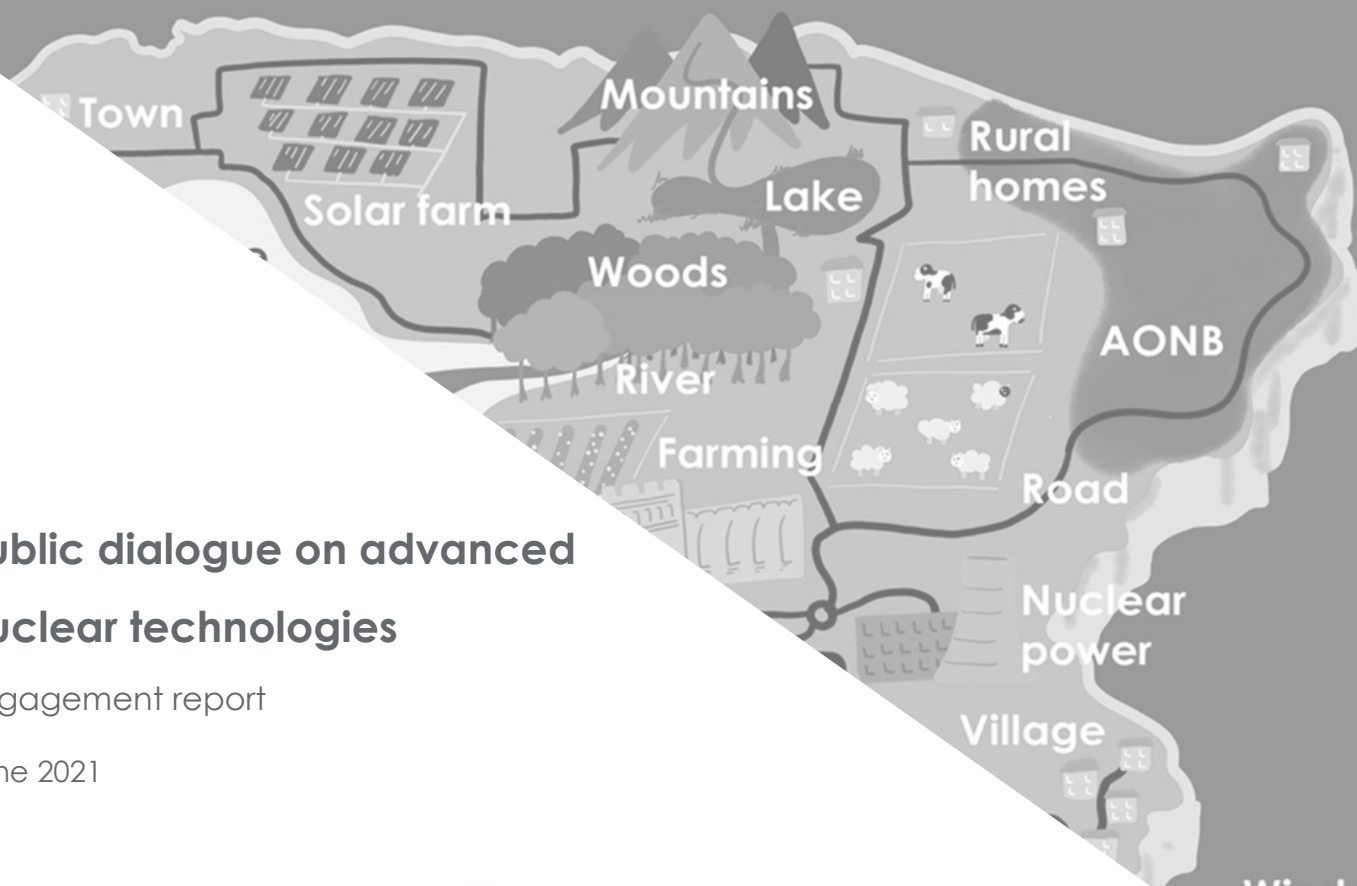 Town
Mountains
Rural
homes
Solar farm
Lake
Woods
AONB
River
Farming
Road
ublic dialogue on advanced
uclear technologies
Nuclear
power
gagement report
Village
ne 2021